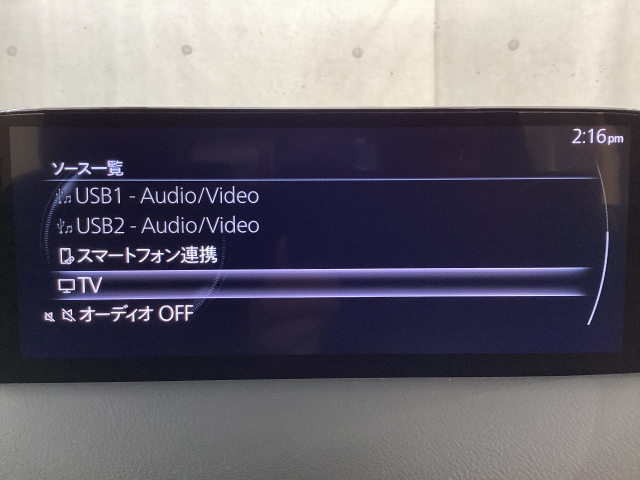 2:16pm
ソース一覧
USB1 - Audio/Video
USB2 - Audio/Video
スマートフォン連携
TV
オーディオ OFF